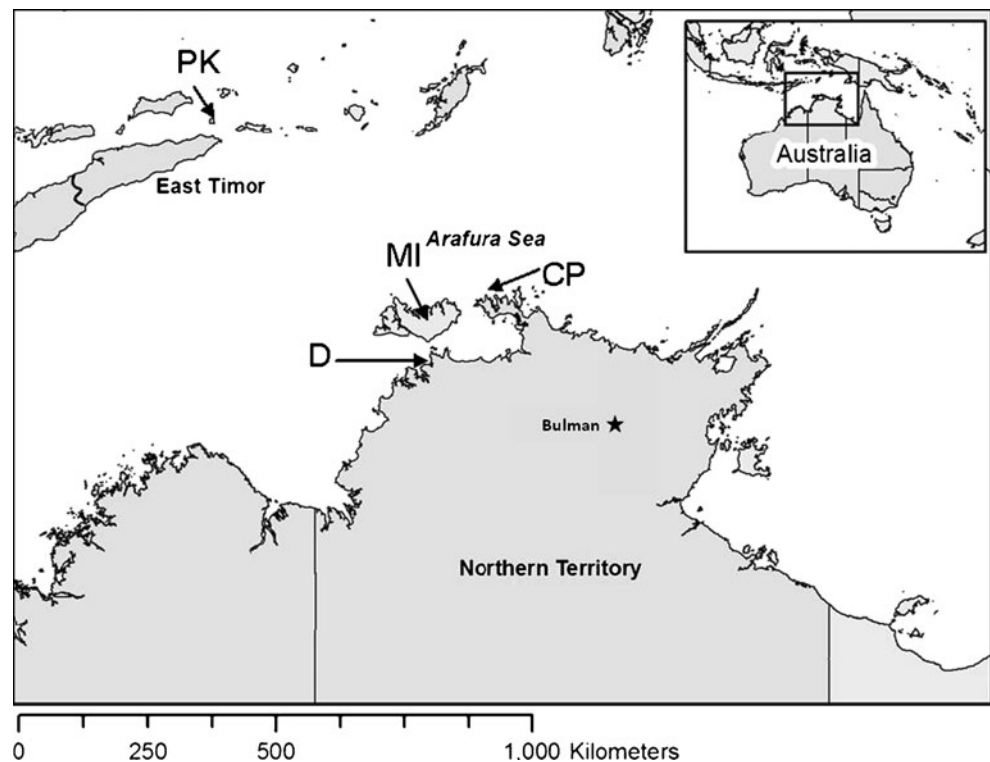 PK
East Timor
Australia
Arafura Sea
MI
CP
D
Bulman
Northern Territory
0 250 500 1,000 Kilometers